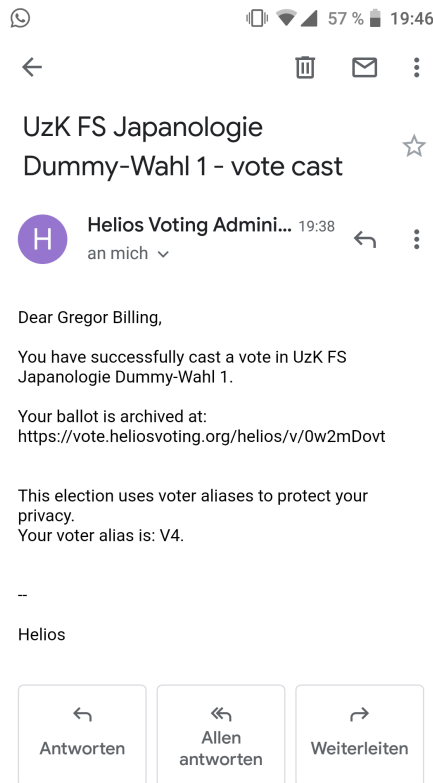 57 % 19:46
UzK FS Japanologie
Dummy-Wahl 1 - vote cast
H
Helios Voting Admini... 19:38
an mich
Dear Gregor Billing,
You have successfully cast a vote in UzK FS
Japanologie Dummy-Wahl 1.
Your ballot is archived at:
https://vote.heliosvoting.org/helios/v/0w2mDovt
This election uses voter aliases to protect your
privacy.
Your voter alias is: V4.
--
Helios
Antworten
Allen
antworten
Weiterleiten